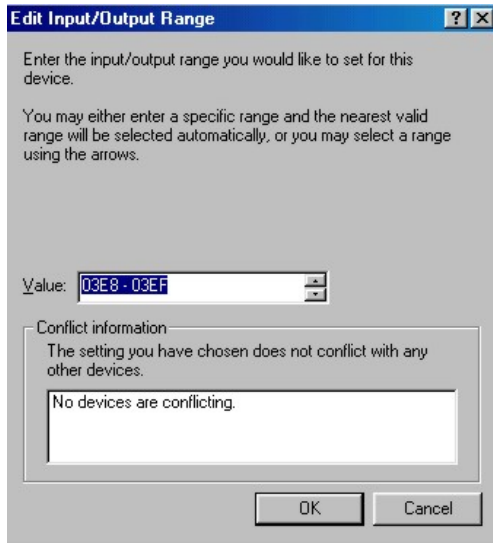 Edit Input/Output Range
Enter the input/output range you would like to set for this
device.
You may either enter a specific range and the nearest valid
range will be selected automatically, or you may select a range
using the arrows.
Value: 03E8 - 03EF
Conflict information
The setting you have chosen does not conflict with any
other devices.
No devices are conflicting.
OK Cancel